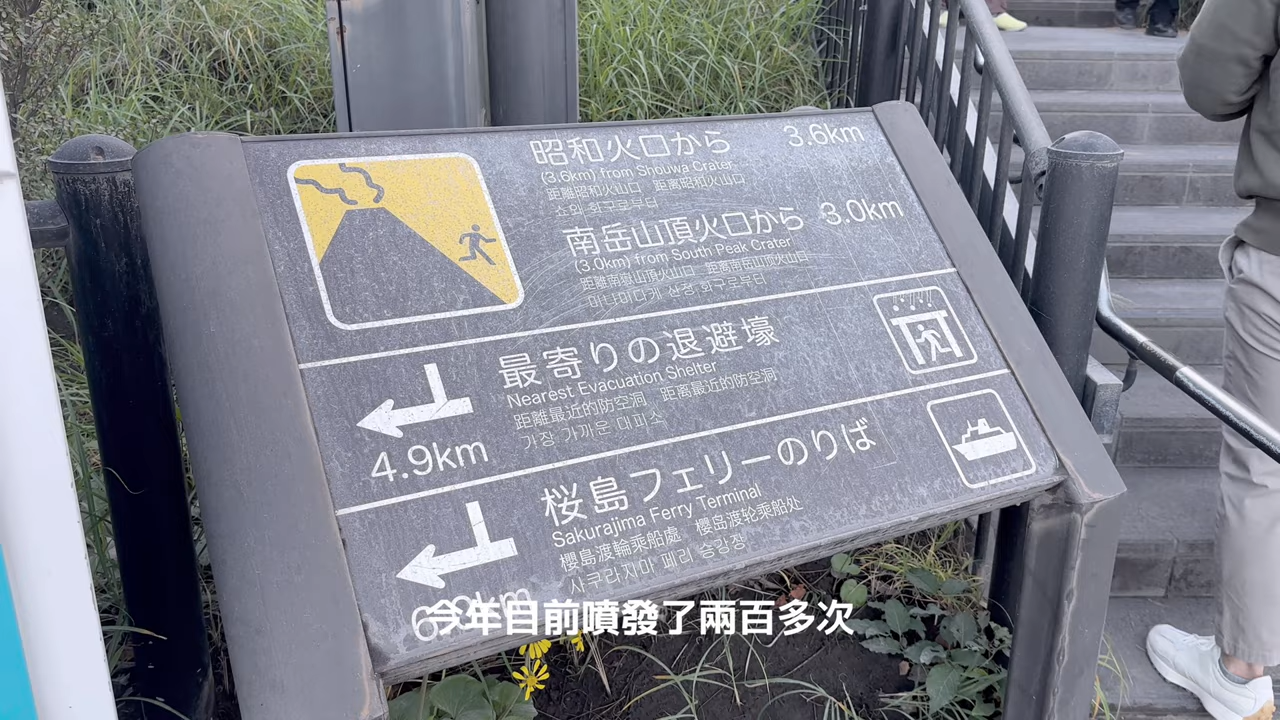 昭和火口から 3.6km
(3.6km) from Shouwa Crater
距離昭和火山口 距离昭和火山口
쇼와 화구로부터
南岳山頂火口から 3.0km
(3.0km) from South Peak Crater
距離南嶽山頂火山口 距离南岳山顶火山口
미나미다케 산정 화구로부터
最寄りの退避壕
Nearest Evacuation Shelter
距離最近的防空洞 距离最近的防空洞
가장 가까운 대피소
4.9km
桜島フェリーのりば
Sakurajima Ferry Terminal
櫻島渡輪乘船處 樱岛渡轮乘船处
사쿠라지마 페리 승강장
今年目前噴發了兩百多次